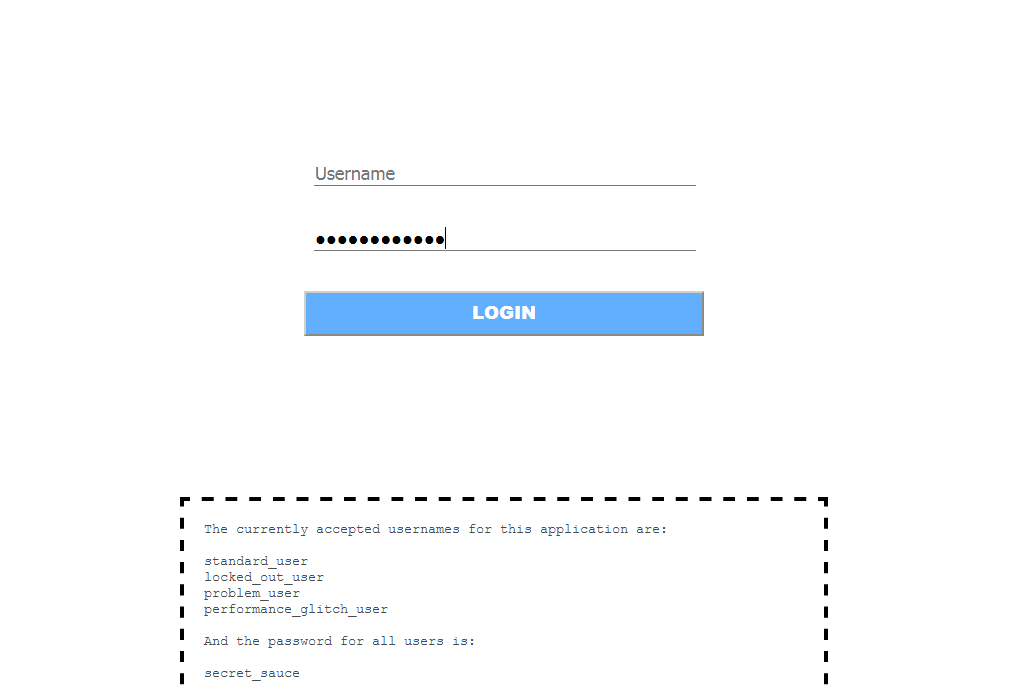 Username
●●●●●●●●●●●●
LOGIN
The currently accepted usernames for this application are:
standard_user
locked_out_user
problem_user
performance_glitch_user
And the password for all users is:
secret_sauce